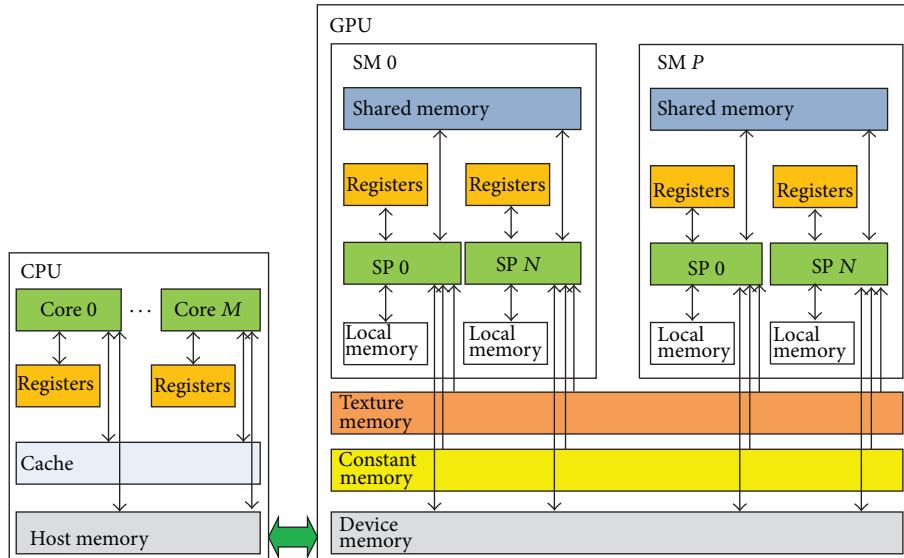 GPU
SM 0
SM P
Shared memory
Shared memory
Registers
Registers
Registers
Registers
SP 0
SP N
SP 0
SP N
Local
memory
Local
memory
Local
memory
Local
memory
CPU
Core 0
...
Core M
Registers
Registers
Cache
Host memory
Texture
memory
Constant
memory
Device
memory